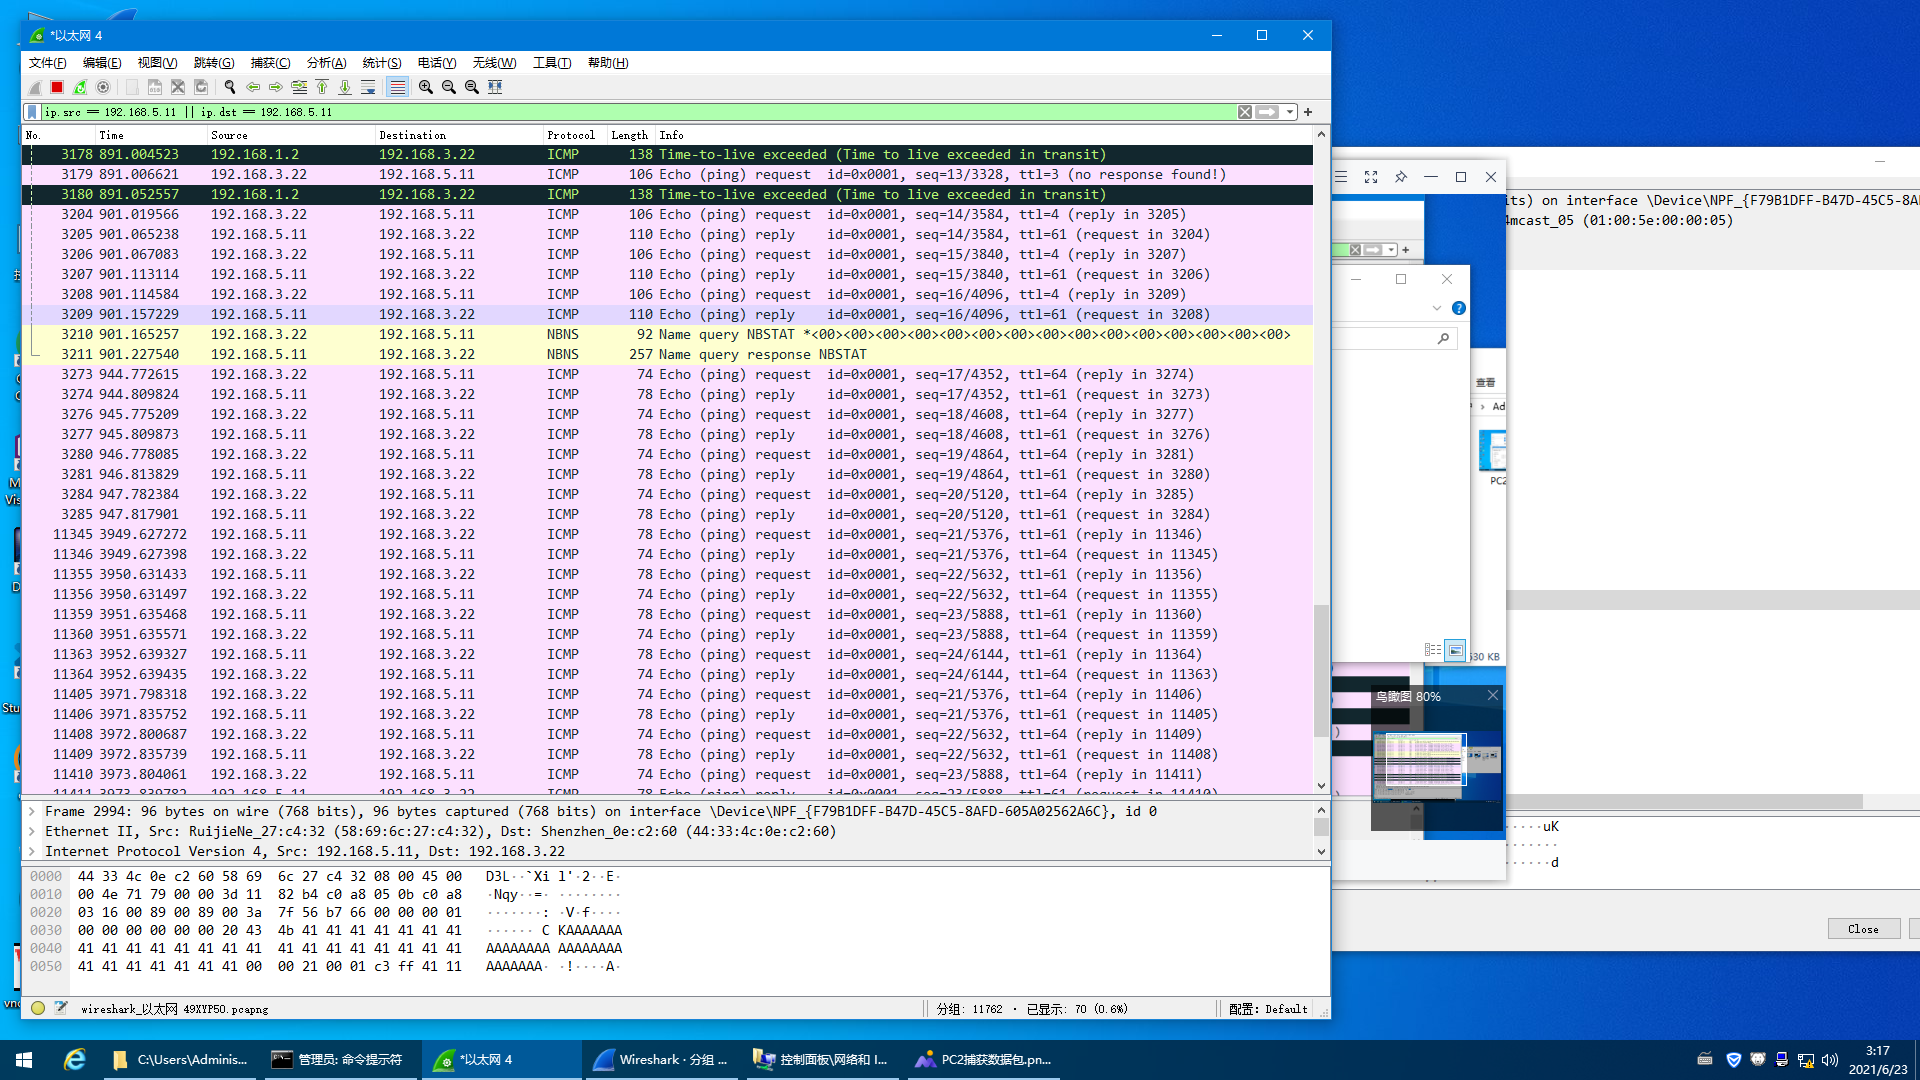 *以太网 4
文件(F) 编辑(E) 视图(V) 跳转(G) 捕获(C) 分析(A) 统计(S) 电话(Y) 无线(W) 工具(T) 帮助(H)
ip.src == 192.168.5.11 || ip.dst == 192.168.5.11
No. Time Source Destination Protocol Length Info
3178 891.004523 192.168.1.2 192.168.3.22 ICMP 138 Time-to-live exceeded (Time to live exceeded in transit)
3179 891.006621 192.168.3.22 192.168.5.11 ICMP 106 Echo (ping) request id=0x0001, seq=13/3328, ttl=3 (no response found!)
3180 891.052557 192.168.1.2 192.168.3.22 ICMP 138 Time-to-live exceeded (Time to live exceeded in transit)
3204 901.019566 192.168.3.22 192.168.5.11 ICMP 106 Echo (ping) request id=0x0001, seq=14/3584, ttl=4 (reply in 3205)
3205 901.065238 192.168.5.11 192.168.3.22 ICMP 110 Echo (ping) reply id=0x0001, seq=14/3584, ttl=61 (request in 3204)
3206 901.067083 192.168.3.22 192.168.5.11 ICMP 106 Echo (ping) request id=0x0001, seq=15/3840, ttl=4 (reply in 3207)
3207 901.113114 192.168.5.11 192.168.3.22 ICMP 110 Echo (ping) reply id=0x0001, seq=15/3840, ttl=61 (request in 3206)
3208 901.114584 192.168.3.22 192.168.5.11 ICMP 106 Echo (ping) request id=0x0001, seq=16/4096, ttl=4 (reply in 3209)
3209 901.157229 192.168.5.11 192.168.3.22 ICMP 110 Echo (ping) reply id=0x0001, seq=16/4096, ttl=61 (request in 3208)
3210 901.165257 192.168.3.22 192.168.5.11 NBNS 92 Name query NBSTAT *<00><00><00><00><00><00><00><00><00><00><00><00><00><00><00>
3211 901.227540 192.168.5.11 192.168.3.22 NBNS 257 Name query response NBSTAT
3273 944.772615 192.168.3.22 192.168.5.11 ICMP 74 Echo (ping) request id=0x0001, seq=17/4352, ttl=64 (reply in 3274)
3274 944.809824 192.168.5.11 192.168.3.22 ICMP 78 Echo (ping) reply id=0x0001, seq=17/4352, ttl=61 (request in 3273)
3276 945.775209 192.168.3.22 192.168.5.11 ICMP 74 Echo (ping) request id=0x0001, seq=18/4608, ttl=64 (reply in 3277)
3277 945.809873 192.168.5.11 192.168.3.22 ICMP 78 Echo (ping) reply id=0x0001, seq=18/4608, ttl=61 (request in 3276)
3280 946.778085 192.168.3.22 192.168.5.11 ICMP 74 Echo (ping) request id=0x0001, seq=19/4864, ttl=64 (reply in 3281)
3281 946.813829 192.168.5.11 192.168.3.22 ICMP 78 Echo (ping) reply id=0x0001, seq=19/4864, ttl=61 (request in 3280)
3284 947.782384 192.168.3.22 192.168.5.11 ICMP 74 Echo (ping) request id=0x0001, seq=20/5120, ttl=64 (reply in 3285)
3285 947.817901 192.168.5.11 192.168.3.22 ICMP 78 Echo (ping) reply id=0x0001, seq=20/5120, ttl=61 (request in 3284)
11345 3949.627272 192.168.5.11 192.168.3.22 ICMP 78 Echo (ping) request id=0x0001, seq=21/5376, ttl=61 (reply in 11346)
11346 3949.627398 192.168.3.22 192.168.5.11 ICMP 74 Echo (ping) reply id=0x0001, seq=21/5376, ttl=64 (request in 11345)
11355 3950.631433 192.168.5.11 192.168.3.22 ICMP 78 Echo (ping) request id=0x0001, seq=22/5632, ttl=61 (reply in 11356)
11356 3950.631497 192.168.3.22 192.168.5.11 ICMP 74 Echo (ping) reply id=0x0001, seq=22/5632, ttl=64 (request in 11355)
11359 3951.635468 192.168.5.11 192.168.3.22 ICMP 78 Echo (ping) request id=0x0001, seq=23/5888, ttl=61 (reply in 11360)
11360 3951.635571 192.168.3.22 192.168.5.11 ICMP 74 Echo (ping) reply id=0x0001, seq=23/5888, ttl=64 (request in 11359)
11363 3952.639327 192.168.5.11 192.168.3.22 ICMP 78 Echo (ping) request id=0x0001, seq=24/6144, ttl=61 (reply in 11364)
11364 3952.639435 192.168.3.22 192.168.5.11 ICMP 74 Echo (ping) reply id=0x0001, seq=24/6144, ttl=64 (request in 11363)
11405 3971.798318 192.168.3.22 192.168.5.11 ICMP 74 Echo (ping) request id=0x0001, seq=21/5376, ttl=64 (reply in 11406)
11406 3971.835752 192.168.5.11 192.168.3.22 ICMP 78 Echo (ping) reply id=0x0001, seq=21/5376, ttl=61 (request in 11405)
11408 3972.800687 192.168.3.22 192.168.5.11 ICMP 74 Echo (ping) request id=0x0001, seq=22/5632, ttl=64 (reply in 11409)
11409 3972.835739 192.168.5.11 192.168.3.22 ICMP 78 Echo (ping) reply id=0x0001, seq=22/5632, ttl=61 (request in 11408)
11410 3973.804061 192.168.3.22 192.168.5.11 ICMP 74 Echo (ping) request id=0x0001, seq=23/5888, ttl=64 (reply in 11411)
11411 3973.839782 192.168.5.11 192.168.3.22 ICMP 78 Echo (ping) reply id=0x0001, seq=23/5888, ttl=61 (request in 11410)
Frame 2994: 96 bytes on wire (768 bits), 96 bytes captured (768 bits) on interface \Device\NPF_{F79B1DFF-B47D-45C5-8AFD-605A02562A6C}, id 0
Ethernet II, Src: RuijieNe_27:c4:32 (58:69:6c:27:c4:32), Dst: Shenzhen_0e:c2:60 (44:33:4c:0e:c2:60)
Internet Protocol Version 4, Src: 192.168.5.11, Dst: 192.168.3.22
0000 44 33 4c 0e c2 60 58 69 6c 27 c4 32 08 00 45 00 D3L··`Xi l'·2··E·
0010 00 4e 71 79 00 00 3d 11 82 b4 c0 a8 05 0b c0 a8 ·Nqy··=· ········
0020 03 16 00 89 00 89 00 3a 7f 56 b7 66 00 00 00 01 ·······: ·V·f····
0030 00 00 00 00 00 00 20 43 4b 41 41 41 41 41 41 41 ······ C KAAAAAAA
0040 41 41 41 41 41 41 41 41 41 41 41 41 41 41 41 41 AAAAAAAA AAAAAAAA
0050 41 41 41 41 41 41 41 00 00 21 00 01 c3 ff 41 11 AAAAAAA· ·!····A·
wireshark_以太网 49XYP50.pcapng 分组: 11762 · 已显示: 70 (0.6%) 配置: Default
its) on interface \Device\NPF_{F79B1DFF-B47D-45C5-8AF
4mcast_05 (01:00:5e:00:00:05)
查看
› Ad
PC2
530 KB
鸟瞰图 80%
·····uK
·······
······d
Close
Vis
Stu
vnc
C:\Users\Adminis... 管理员: 命令提示符 *以太网 4 Wireshark · 分组 ... 控制面板\网络和 I... PC2捕获数据包.pn...
3:17
2021/6/23